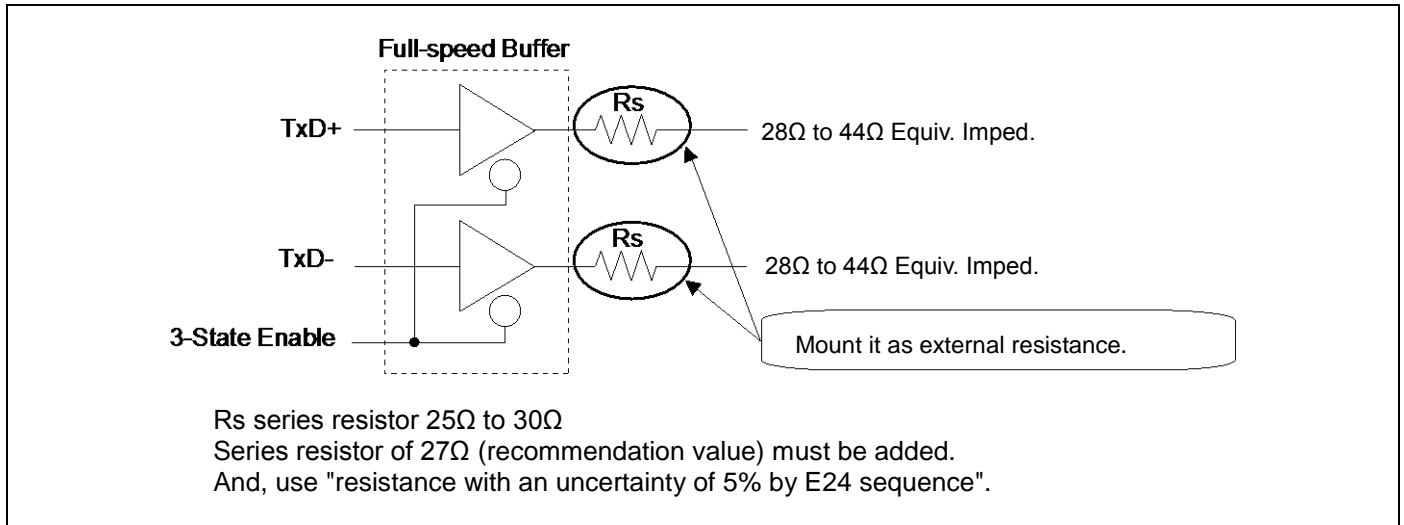 Full-speed Buffer
Rs
TxD+
28Ω to 44Ω Equiv. Imped.
Rs
TxD-
28Ω to 44Ω Equiv. Imped.
3-State Enable
Mount it as external resistance.
Rs series resistor 25Ω to 30Ω
Series resistor of 27Ω (recommendation value) must be added.
And, use "resistance with an uncertainty of 5% by E24 sequence".